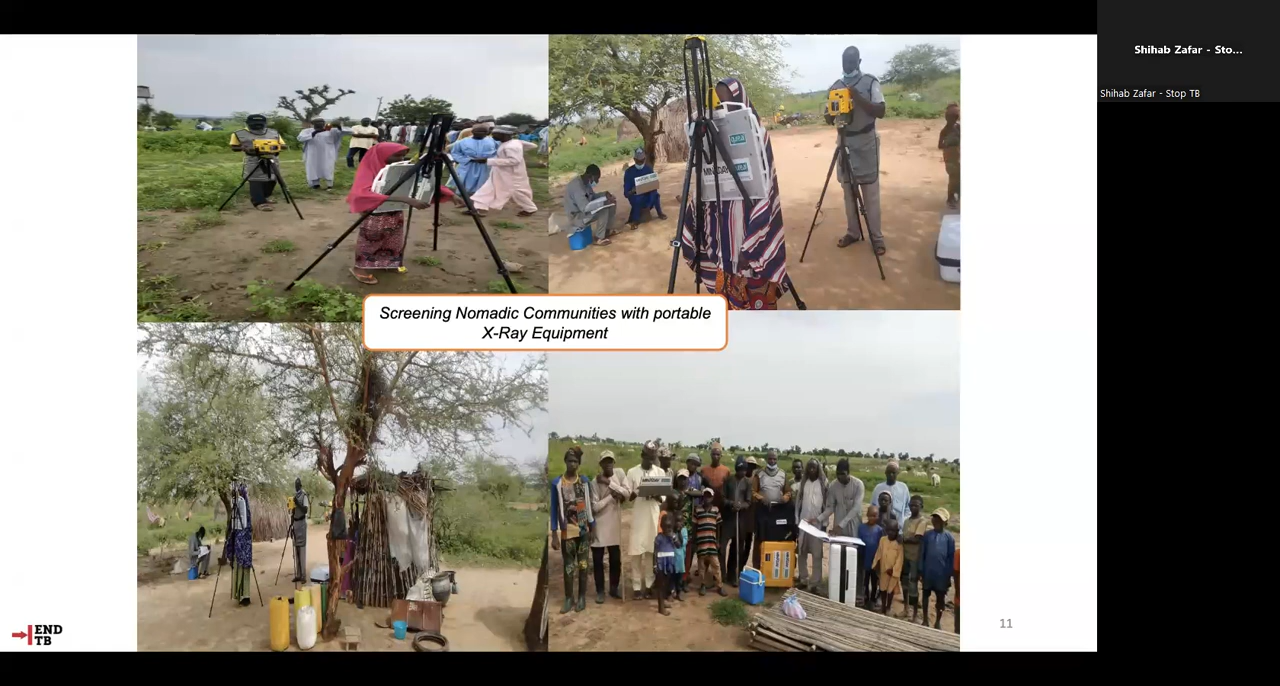 Shihab Zafar - Sto...
Shihab Zafar - Stop TB
Screening Nomadic Communities with portable
X-Ray Equipment
11
END
TB